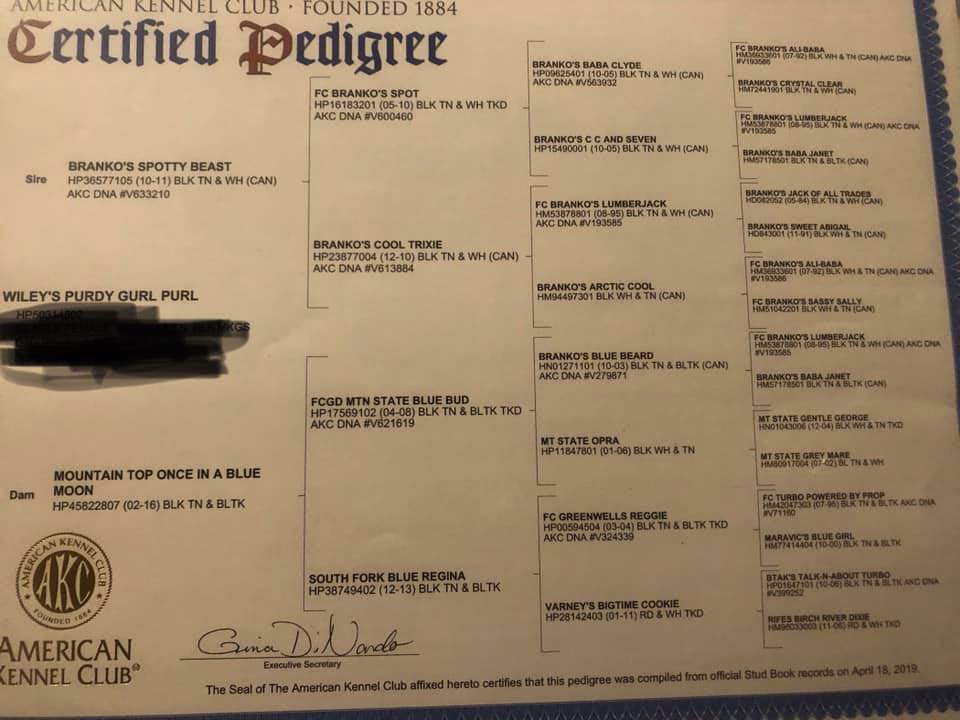 AMERICAN KENNEL CLUB · FOUNDED 1884
Certified Pedigree
Sire
BRANKO'S SPOTTY BEAST
HP36577105 (10-11) BLK TN & WH (CAN)
AKC DNA #V633210
WILEY'S PURDY GURL PURL
MKGS
Dam
MOUNTAIN TOP ONCE IN A BLUE
MOON
HP45822807 (02-16) BLK TN & BLTK
FC BRANKO'S SPOT
HP16183201 (05-10) BLK TN & WH TKD
AKC DNA #V600460
BRANKO'S COOL TRIXIE
HP23877004 (12-10) BLK TN & WH (CAN)
AKC DNA #V613884
FCGD MTN STATE BLUE BUD
HP17569102 (04-08) BLK TN & BLTK TKD
AKC DNA #V621619
SOUTH FORK BLUE REGINA
HP38749402 (12-13) BLK TN & BLTK
BRANKO'S BABA CLYDE
HP09625401 (10-05) BLK TN & WH (CAN)
AKC DNA #V563932
BRANKO'S C C AND SEVEN
HP15490001 (10-05) BLK TN & WH (CAN)
FC BRANKO'S LUMBERJACK
HM53878801 (08-95) BLK TN & WH (CAN)
AKC DNA #V193585
BRANKO'S ARCTIC COOL
HM94497301 BLK WH & TN (CAN)
BRANKO'S BLUE BEARD
HN01271101 (10-03) BLK TN & BLTK (CAN)
AKC DNA #V279871
MT STATE OPRA
HP11847801 (01-06) BLK WH & TN
FC GREENWELLS REGGIE
HP00594504 (03-04) BLK TN & BLTK TKD
AKC DNA #V324339
VARNEY'S BIGTIME COOKIE
HP28142403 (01-11) RD & WH TKD
FC BRANKO'S ALI-BABA
HM36933601 (07-92) BLK WH & TN (CAN) AKC DNA
#V193586
BRANKO'S CRYSTAL CLEAR
HM72441901 BLK TN & WH (CAN)
FC BRANKO'S LUMBERJACK
HM53878801 (08-95) BLK TN & WH (CAN) AKC DNA
#V193585
BRANKO'S BABA JANET
HM57178501 BLK TN & BLTK (CAN)
BRANKO'S JACK OF ALL TRADES
HD082052 (05-84) BLK TN & WH (CAN)
BRANKO'S SWEET ABIGAIL
HD843001 (11-91) BLK WH & TN (CAN)
FC BRANKO'S ALI-BABA
HM36933601 (07-92) BLK WH & TN (CAN) AKC DNA
#V193586
FC BRANKO'S SASSY SALLY
HM51042201 BLK WH & TN (CAN)
FC BRANKO'S LUMBERJACK
HM53878801 (08-95) BLK TN & WH (CAN) AKC DNA
#V193585
BRANKO'S BABA JANET
HM57178501 BLK TN & BLTK (CAN)
MT STATE GENTLE GEORGE
HN01043006 (12-04) BLK WH & TN TKD
MT STATE GREY MARE
HM80917004 (07-02) BL TN & WH
FC TURBO POWERED BY PROP
HM42047303 (07-95) BLK TN & BLTK AKC DNA
#V71160
MARAVIC'S BLUE GIRL
HM77414404 (10-00) BLK TN & BLTK
BTAK'S TALK-N-ABOUT TURBO
HP01647101 (10-06) BLK TN & BLTK AKC DNA
#V399252
RIFES BIRCH RIVER DIXIE
HM98033003 (11-06) RD & WH TKD
AMERICAN KENNEL CLUB
AKC
FOUNDED 1884
AMERICAN
KENNEL CLUB®
Gina DiNardo
Executive Secretary
The Seal of The American Kennel Club affixed hereto certifies that this pedigree was compiled from official Stud Book records on April 18, 2019.